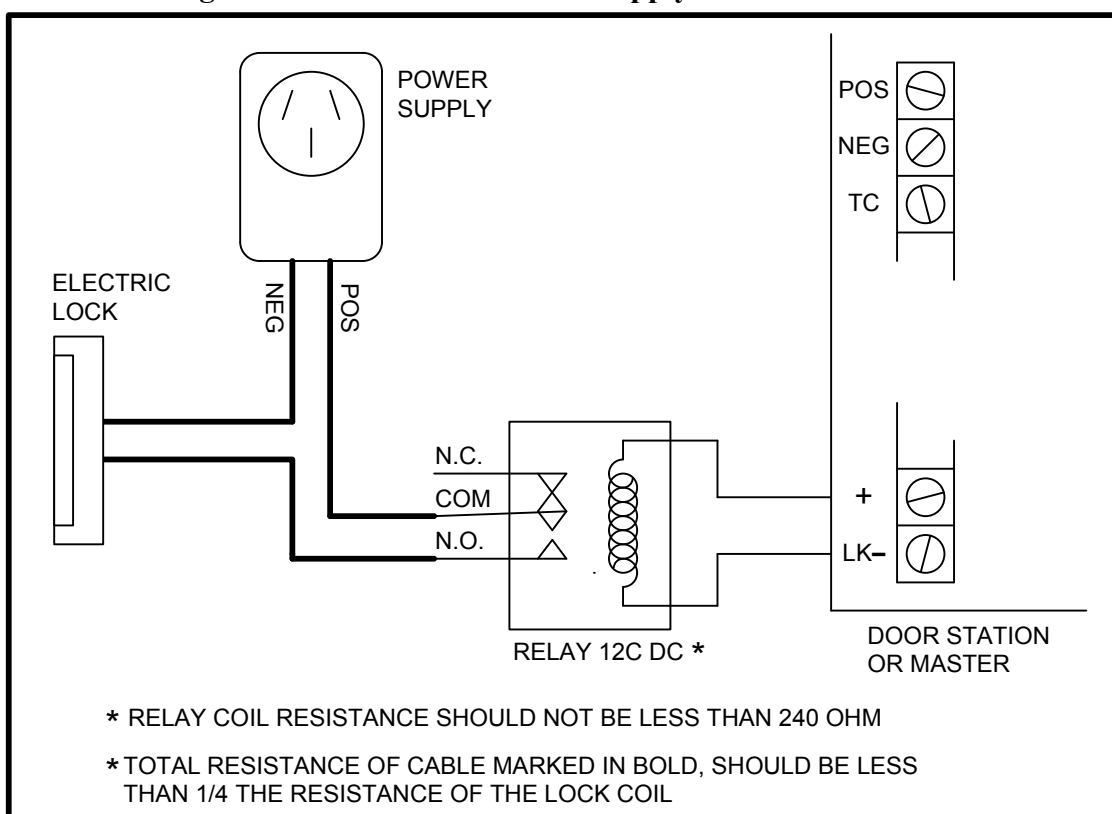 POWER
SUPPLY
POS
NEG
TC
ELECTRIC
LOCK
NEG
POS
N.C.
COM
N.O.
+
LK-
RELAY 12C DC *
DOOR STATION
OR MASTER
* RELAY COIL RESISTANCE SHOULD NOT BE LESS THAN 240 OHM
* TOTAL RESISTANCE OF CABLE MARKED IN BOLD, SHOULD BE LESS
THAN 1/4 THE RESISTANCE OF THE LOCK COIL